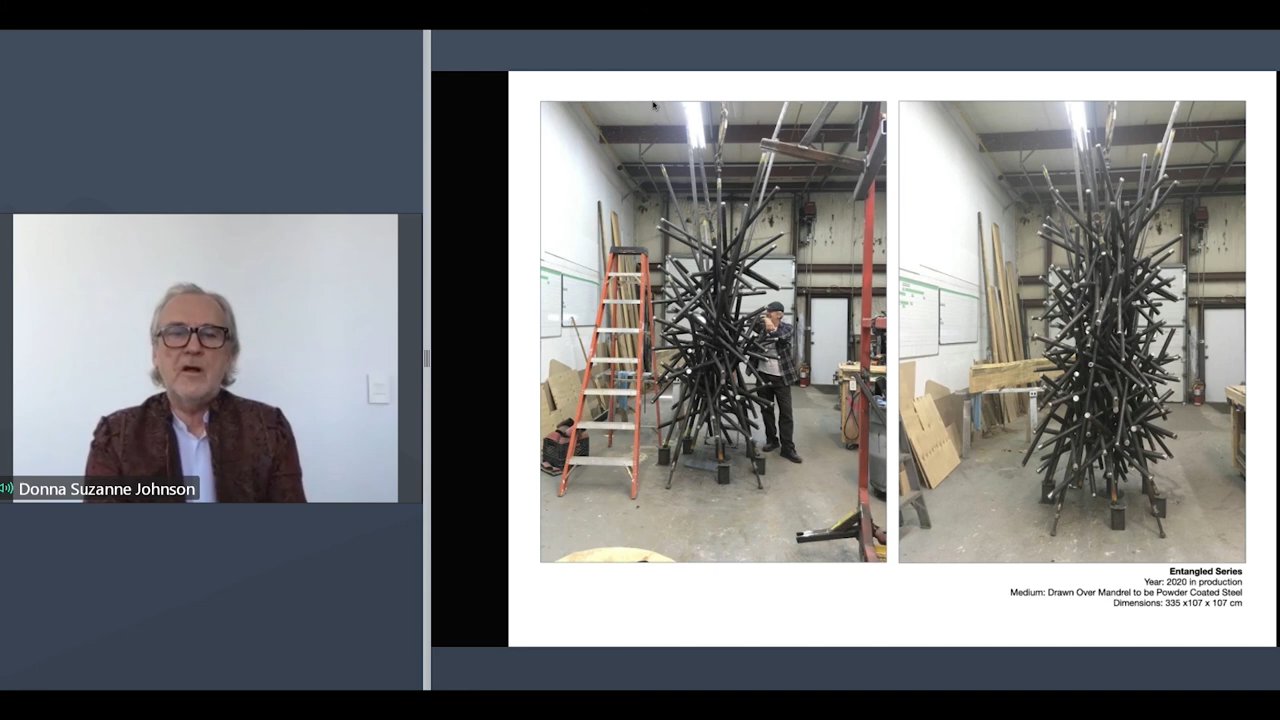 Donna Suzanne Johnson
Entangled Series
Year: 2020 in production
Medium: Drawn Over Mandrel to be Powder Coated Steel
Dimensions: 335 x107 x 107 cm